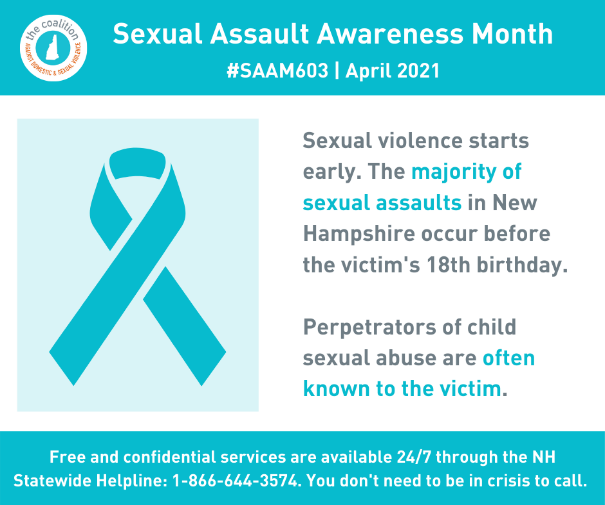 the coalition
AGAINST DOMESTIC & SEXUAL VIOLENCE
Sexual Assault Awareness Month
#SAAM603 | April 2021
Sexual violence starts
early. The majority of
sexual assaults in New
Hampshire occur before
the victim's 18th birthday.
Perpetrators of child
sexual abuse are often
known to the victim.
Free and confidential services are available 24/7 through the NH
Statewide Helpline: 1-866-644-3574. You don't need to be in crisis to call.